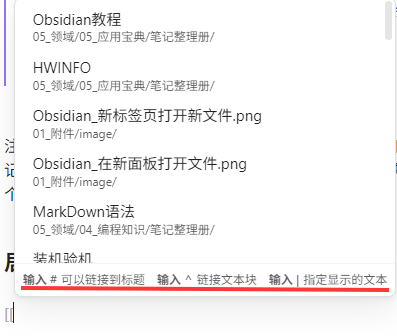 Obsidian教程
05_领域/05_应用宝典/笔记整理册/
HWINFO
05_领域/05_应用宝典/笔记整理册/
Obsidian_新标签页打开新文件.png
01_附件/image/
Obsidian_在新面板打开文件.png
01_附件/image/
MarkDown语法
05_领域/04_编程知识/笔记整理册/
装机验机
输入 # 可以链接到标题 输入 ^ 链接文本块 输入 | 指定显示的文本
[[